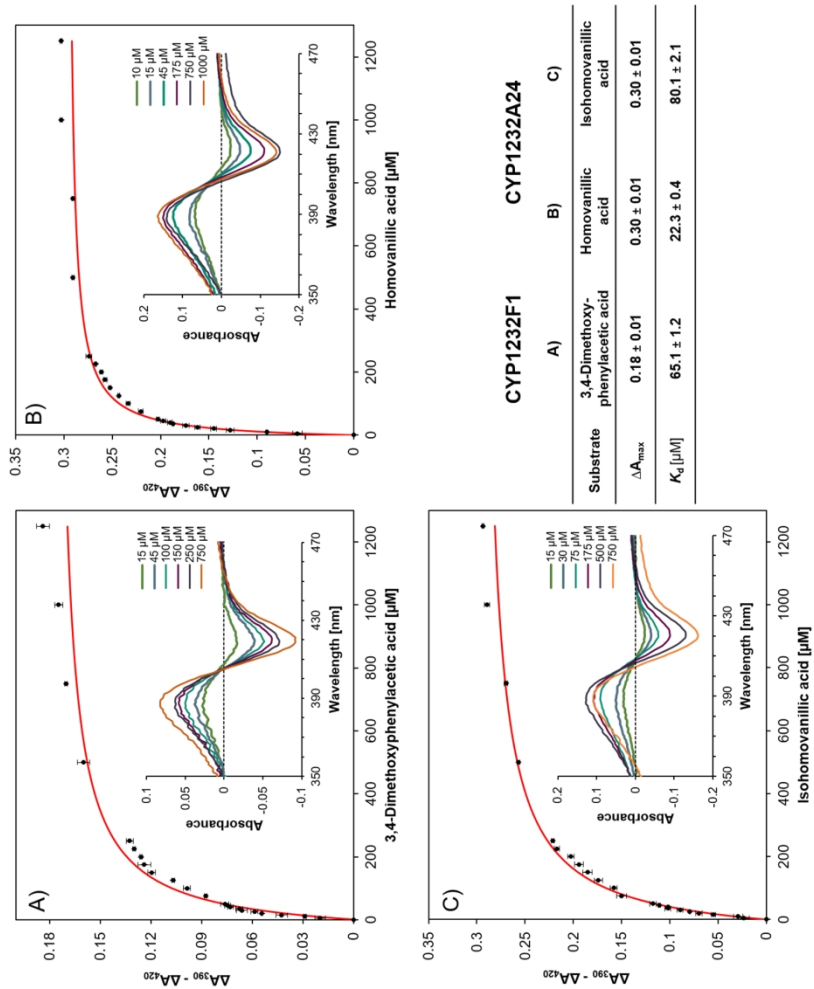 A)
ΔA390 - ΔA420
0.18
0.15
0.12
0.09
0.06
0.03
0
0 200 400 600 800 1000 1200
3,4-Dimethoxyphenylacetic acid [µM]
Absorbance
0.1
0.05
0
-0.05
-0.1
350 390 430 470
Wavelength [nm]
15 µM
45 µM
100 µM
150 µM
250 µM
750 µM
B)
ΔA390 - ΔA420
0.35
0.3
0.25
0.2
0.15
0.1
0.05
0
0 200 400 600 800 1000 1200
Homovanillic acid [µM]
Absorbance
0.2
0.1
0
-0.1
-0.2
350 390 430 470
Wavelength [nm]
10 µM
15 µM
45 µM
175 µM
750 µM
1000 µM
C)
ΔA390 - ΔA420
0.35
0.3
0.25
0.2
0.15
0.1
0.05
0
0 200 400 600 800 1000 1200
Isohomovanillic acid [µM]
Absorbance
0.2
0.1
0
-0.1
-0.2
350 390 430 470
Wavelength [nm]
15 µM
30 µM
75 µM
175 µM
500 µM
750 µM
CYP1232F1 CYP1232A24
A) B) C)
Substrate 3,4-Dimethoxy- Homovanillic Isohomovanillic
phenylacetic acid acid acid
ΔAmax 0.18 ± 0.01 0.30 ± 0.01 0.30 ± 0.01
Kd [µM] 65.1 ± 1.2 22.3 ± 0.4 80.1 ± 2.1